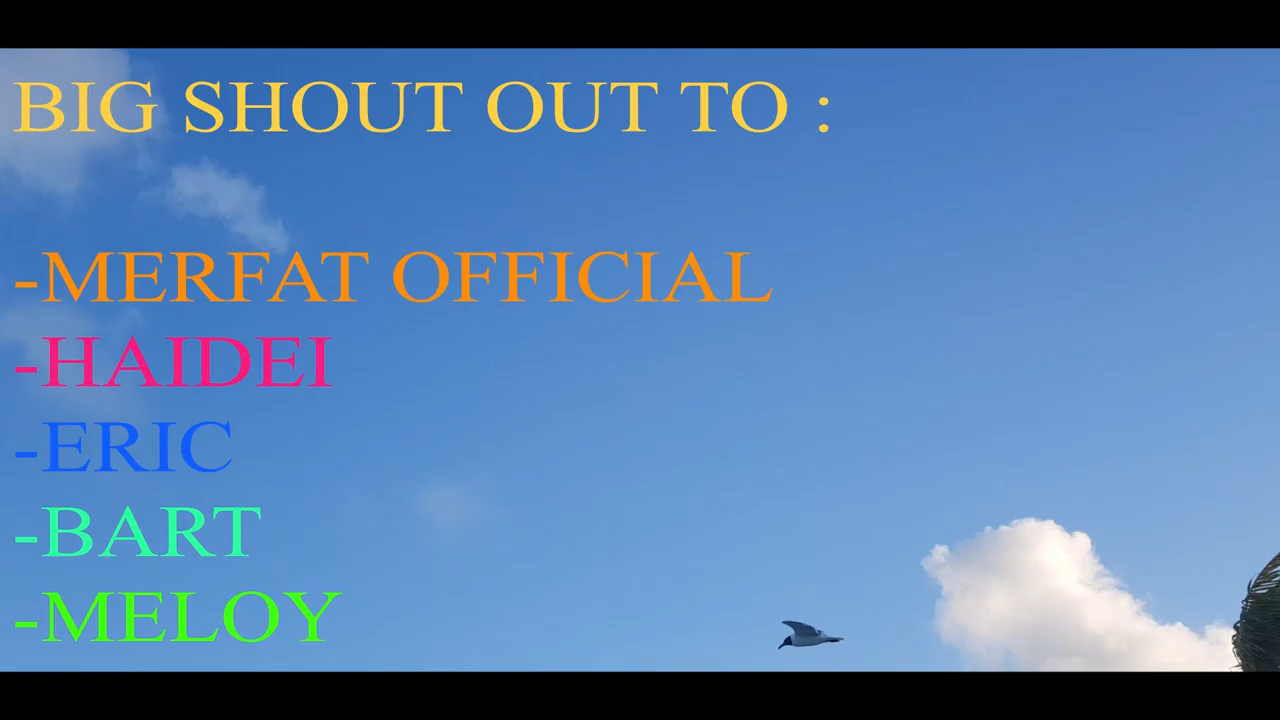 BIG SHOUT OUT TO :
-MERFAT OFFICIAL
-HAIDEI
-ERIC
-BART
-MELOY